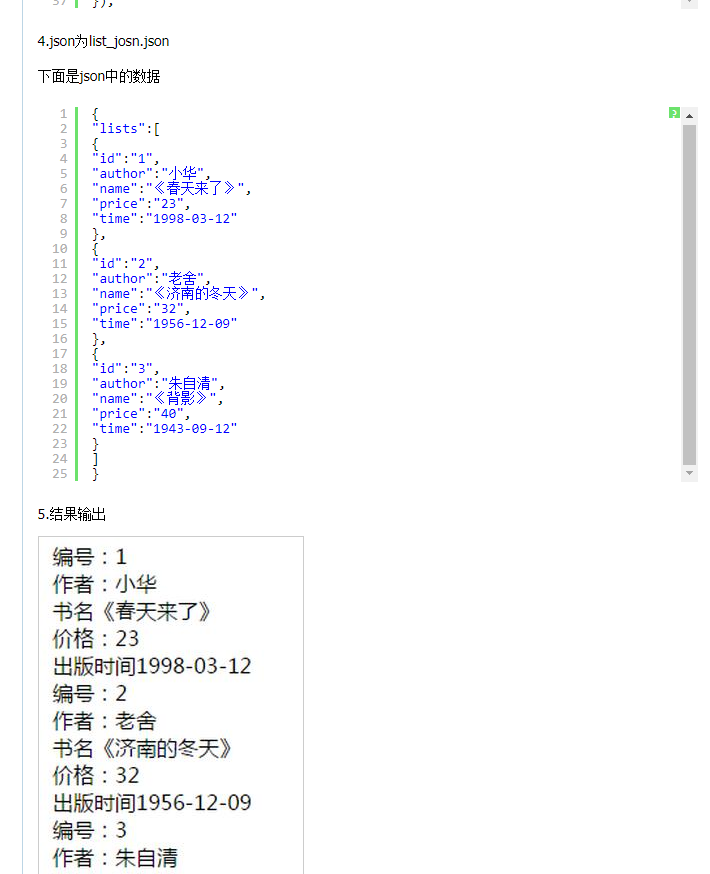 37 }),
4.json为list_josn.json
下面是json中的数据
?
1 {
2 "lists":[
3 {
4 "id":"1",
5 "author":"小华",
6 "name":"《春天来了》",
7 "price":"23",
8 "time":"1998-03-12"
9 },
10 {
11 "id":"2",
12 "author":"老舍",
13 "name":"《济南的冬天》",
14 "price":"32",
15 "time":"1956-12-09"
16 },
17 {
18 "id":"3",
19 "author":"朱自清",
20 "name":"《背影》",
21 "price":"40",
22 "time":"1943-09-12"
23 }
24 ]
25 }
5.结果输出
编号：1
作者：小华
书名《春天来了》
价格：23
出版时间1998-03-12
编号：2
作者：老舍
书名《济南的冬天》
价格：32
出版时间1956-12-09
编号：3
作者：朱自清